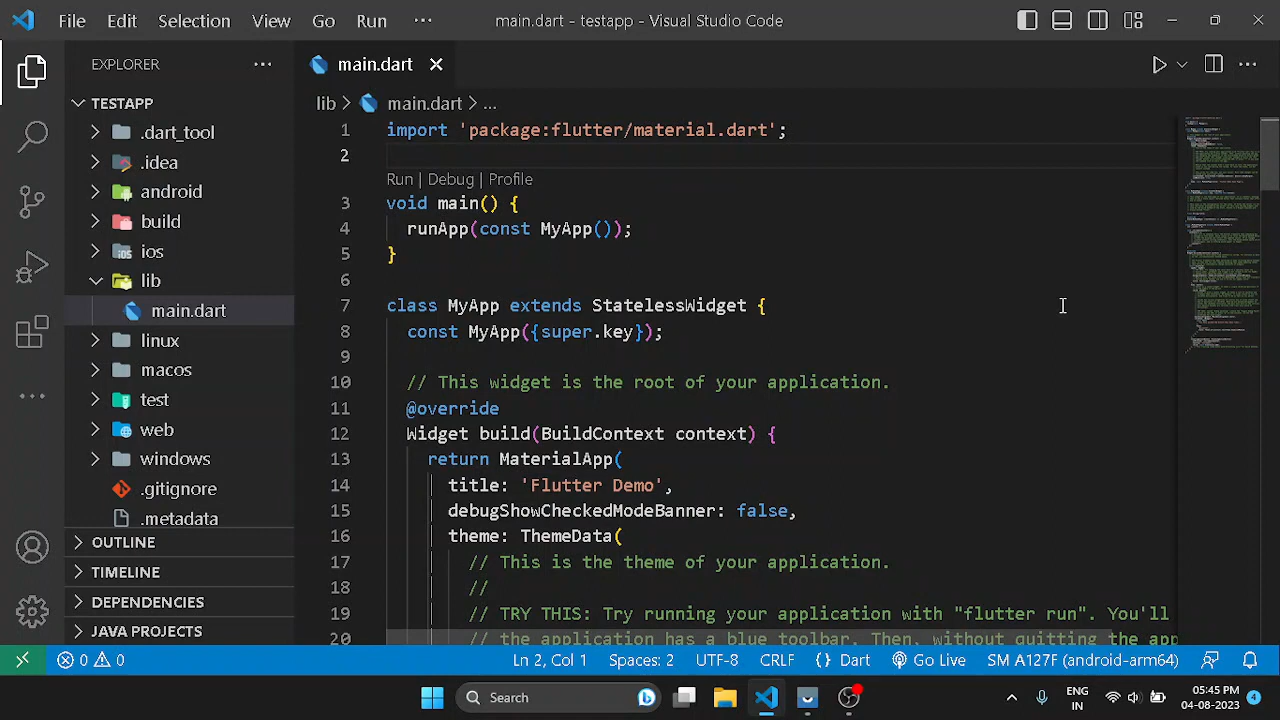 File Edit Selection View Go Run ··· main.dart - testapp - Visual Studio Code
EXPLORER ···
TESTAPP
.dart_tool
.idea
android
build
ios
lib
main.dart
linux
macos
test
web
windows
.gitignore
.metadata
OUTLINE
TIMELINE
DEPENDENCIES
JAVA PROJECTS
main.dart
lib > main.dart > ...
1 import 'package:flutter/material.dart';
2
Run | Debug | Profile
3 void main() {
4 runApp(const MyApp());
5 }
6
7 class MyApp extends StatelessWidget {
8 const MyApp({super.key});
9
10 // This widget is the root of your application.
11 @override
12 Widget build(BuildContext context) {
13 return MaterialApp(
14 title: 'Flutter Demo',
15 debugShowCheckedModeBanner: false,
16 theme: ThemeData(
17 // This is the theme of your application.
18 //
19 // TRY THIS: Try running your application with "flutter run". You'll
20 // the application has a blue toolbar. Then, without quitting the app
0 0 Ln 2, Col 1 Spaces: 2 UTF-8 CRLF {} Dart Go Live SM A127F (android-arm64)
Search
ENG
IN
05:45 PM
04-08-2023
4